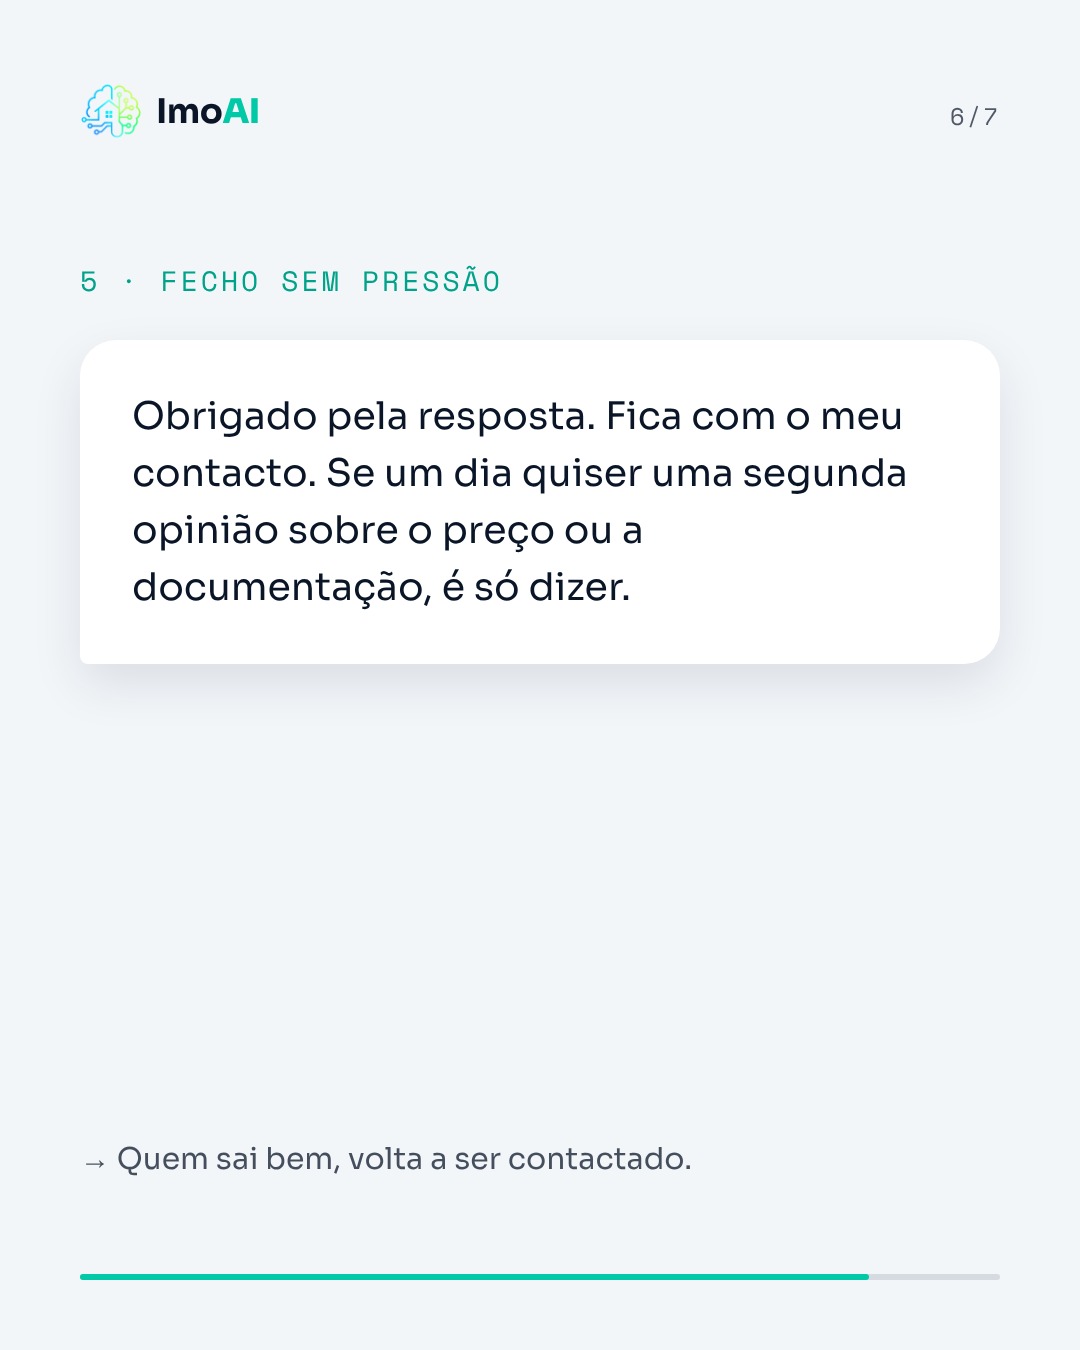 ImoAI
6 / 7
5 · FECHO SEM PRESSÃO
Obrigado pela resposta. Fica com o meu
contacto. Se um dia quiser uma segunda
opinião sobre o preço ou a
documentação, é só dizer.
→ Quem sai bem, volta a ser contactado.